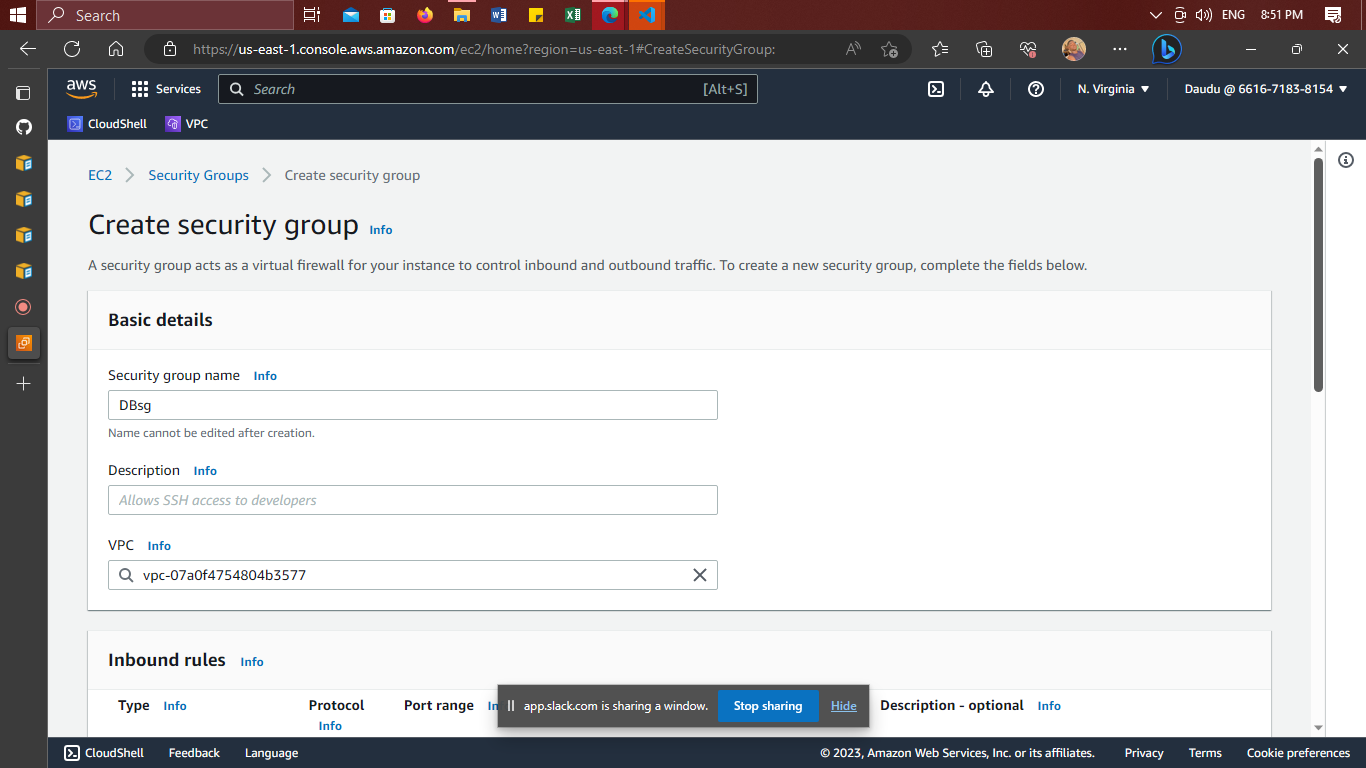 Search
ENG
8:51 PM
https://us-east-1.console.aws.amazon.com/ec2/home?region=us-east-1#CreateSecurityGroup:
aws
Services
Search
[Alt+S]
N. Virginia
Daudu @ 6616-7183-8154
CloudShell
VPC
EC2
Security Groups
Create security group
Create security group Info
A security group acts as a virtual firewall for your instance to control inbound and outbound traffic. To create a new security group, complete the fields below.
Basic details
Security group name Info
DBsg
Name cannot be edited after creation.
Description Info
Allows SSH access to developers
VPC Info
vpc-07a0f4754804b3577
Inbound rules Info
Type Info
Protocol
Info
Port range
Description - optional Info
app.slack.com is sharing a window.
Stop sharing
Hide
CloudShell
Feedback
Language
© 2023, Amazon Web Services, Inc. or its affiliates.
Privacy
Terms
Cookie preferences